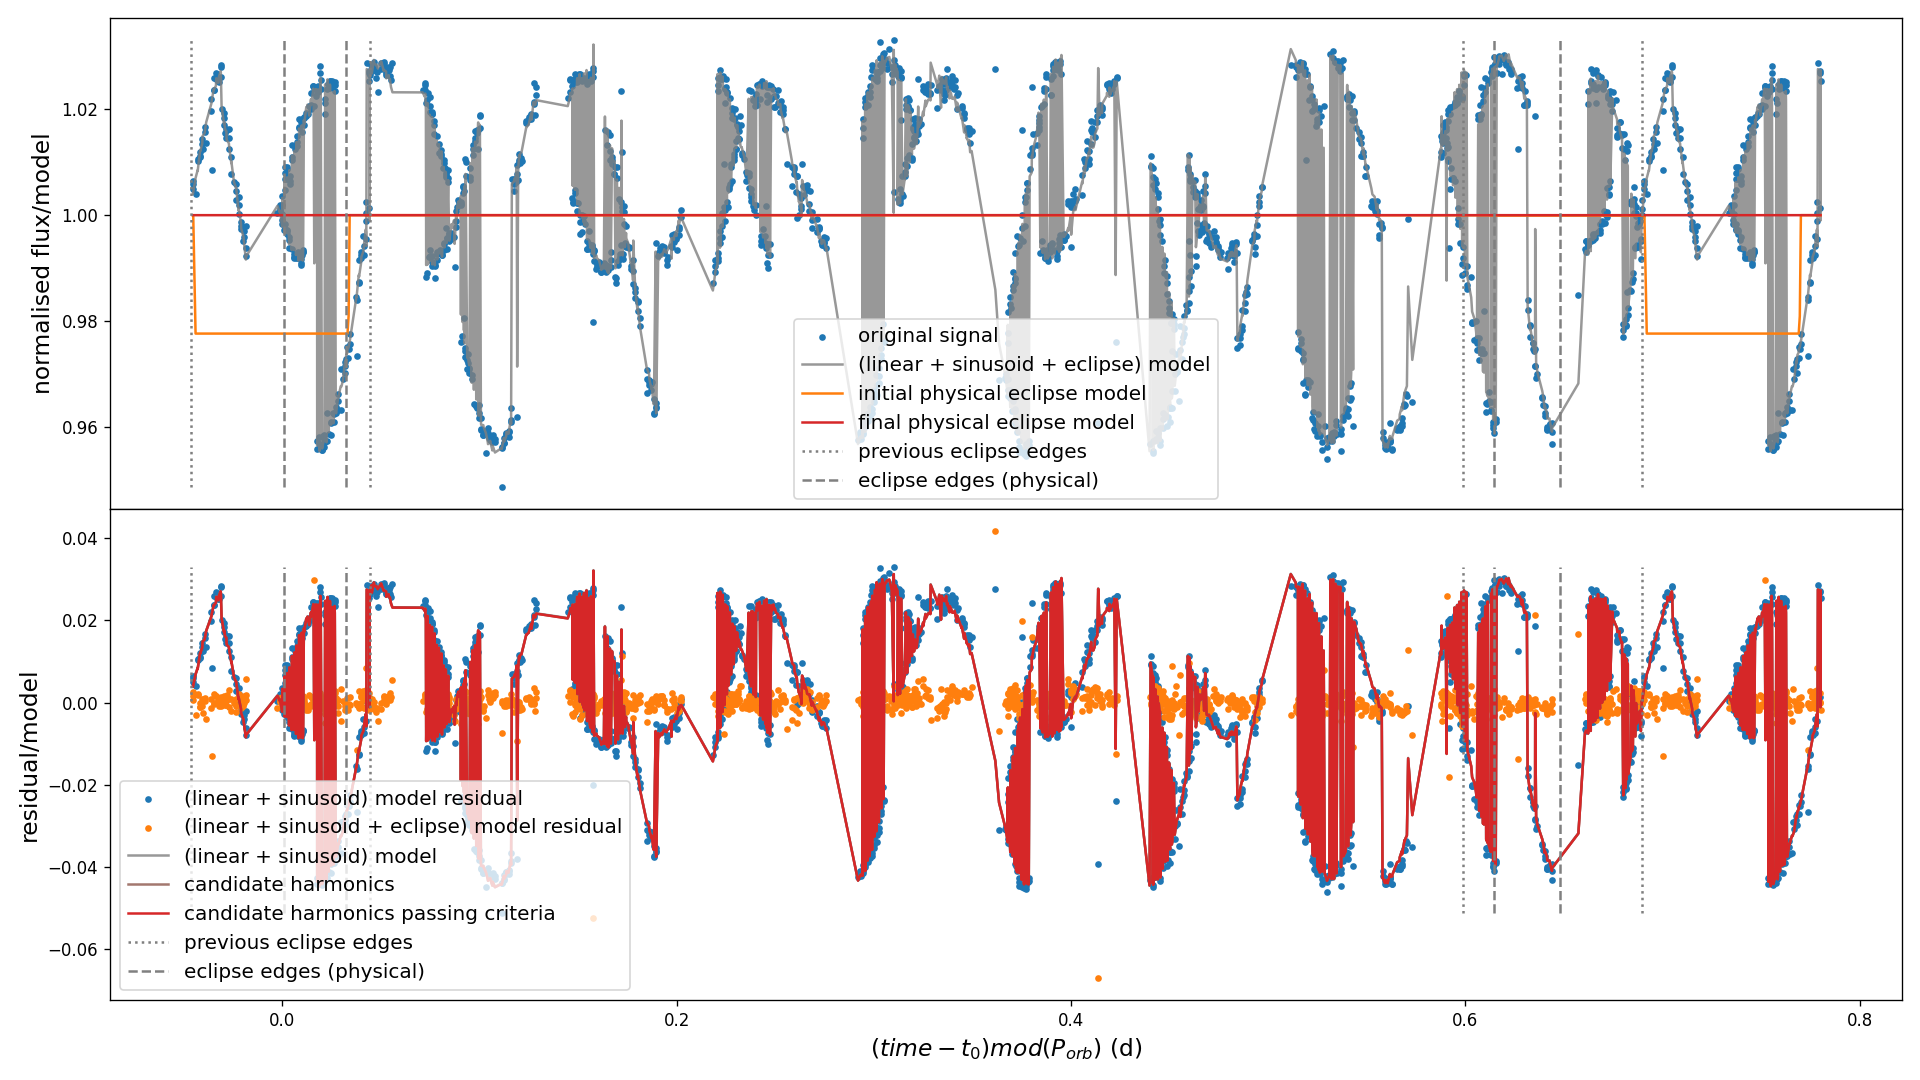 normalised flux/model
1.02
1.00
0.98
0.96
original signal
(linear + sinusoid + eclipse) model
initial physical eclipse model
final physical eclipse model
previous eclipse edges
eclipse edges (physical)
residual/model
0.04
0.02
0.00
−0.02
−0.04
−0.06
(linear + sinusoid) model residual
(linear + sinusoid + eclipse) model residual
(linear + sinusoid) model
candidate harmonics
candidate harmonics passing criteria
previous eclipse edges
eclipse edges (physical)
0.0 0.2 0.4 0.6 0.8
(time − t₀)mod(P_orb) (d)